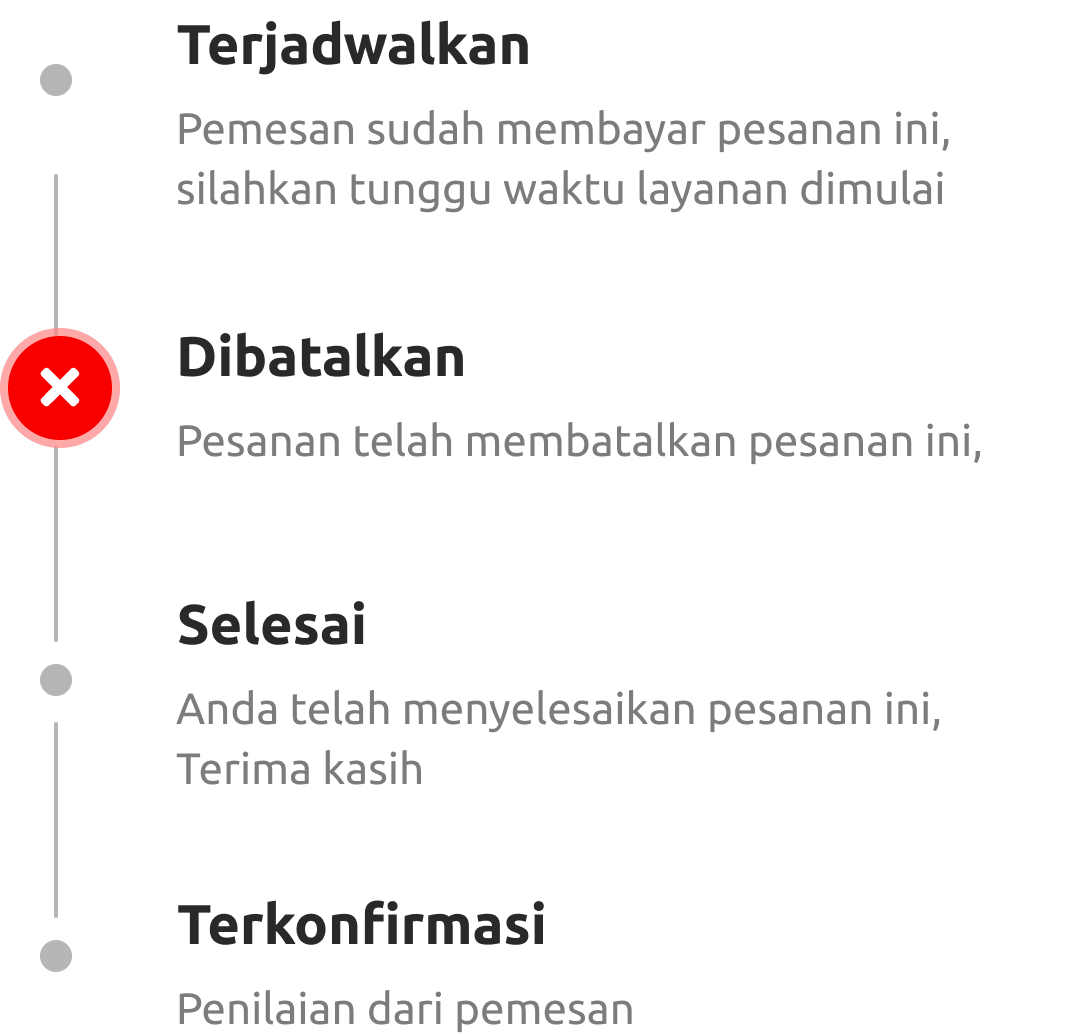 Terjadwalkan
Pemesan sudah membayar pesanan ini,
silahkan tunggu waktu layanan dimulai
Dibatalkan
Pesanan telah membatalkan pesanan ini,
Selesai
Anda telah menyelesaikan pesanan ini,
Terima kasih
Terkonfirmasi
Penilaian dari pemesan